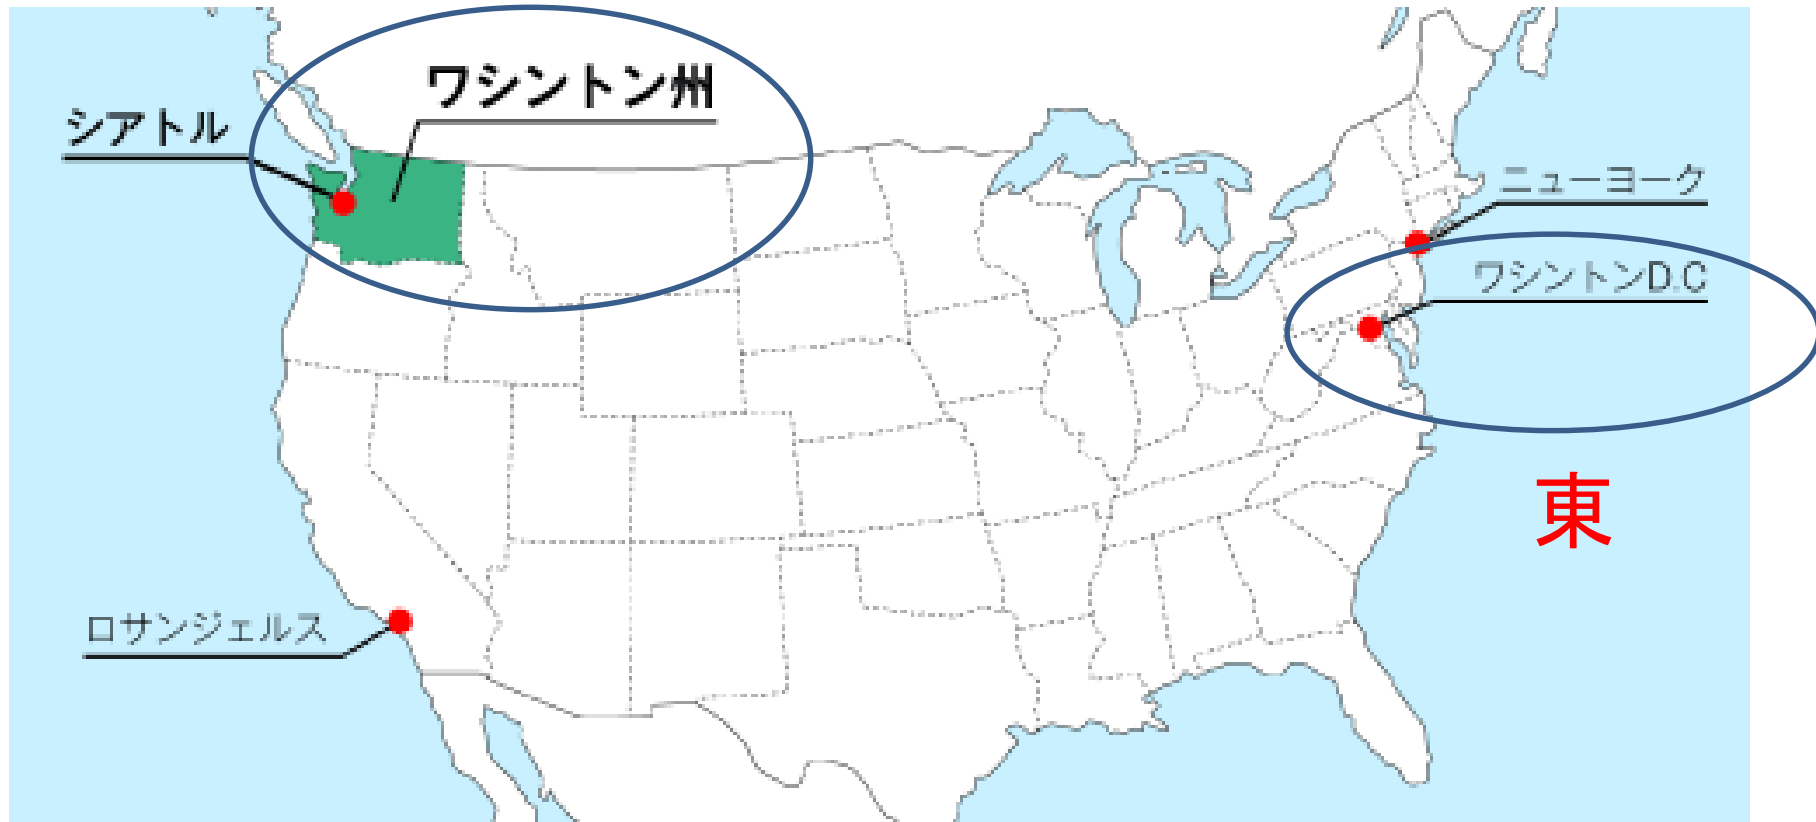 ワシントン州
シアトル
ニューヨーク
ワシントンD.C
東
ロサンジェルス